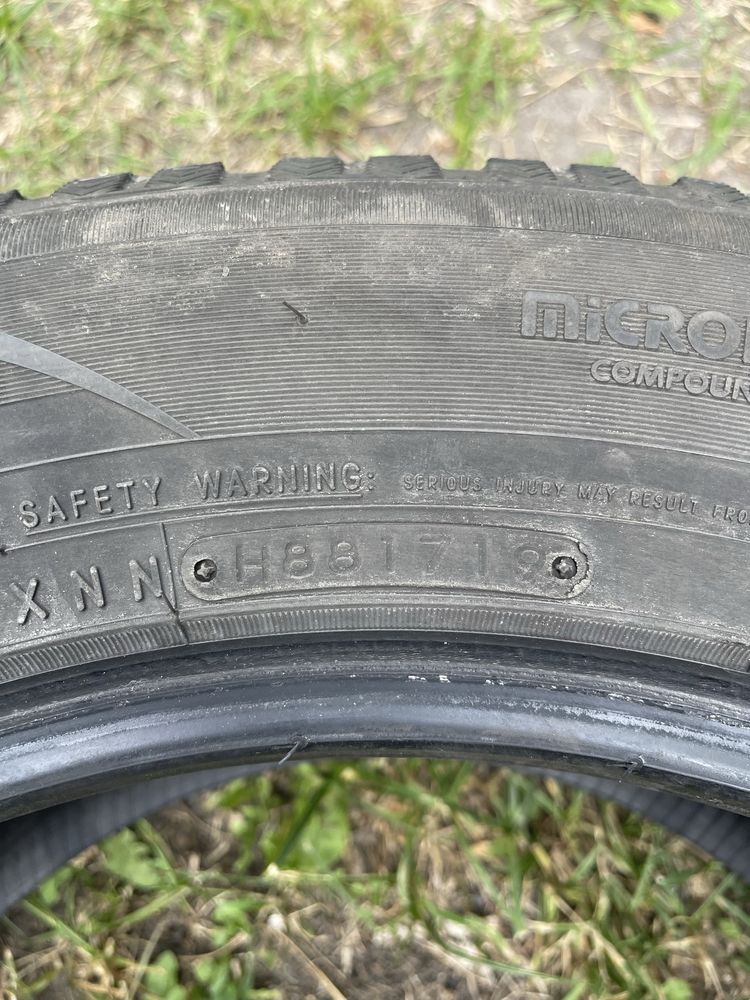 MICRO
COMPOUN
SAFETY WARNING: SERIOUS INJURY MAY RESULT FRO
XNN H881719